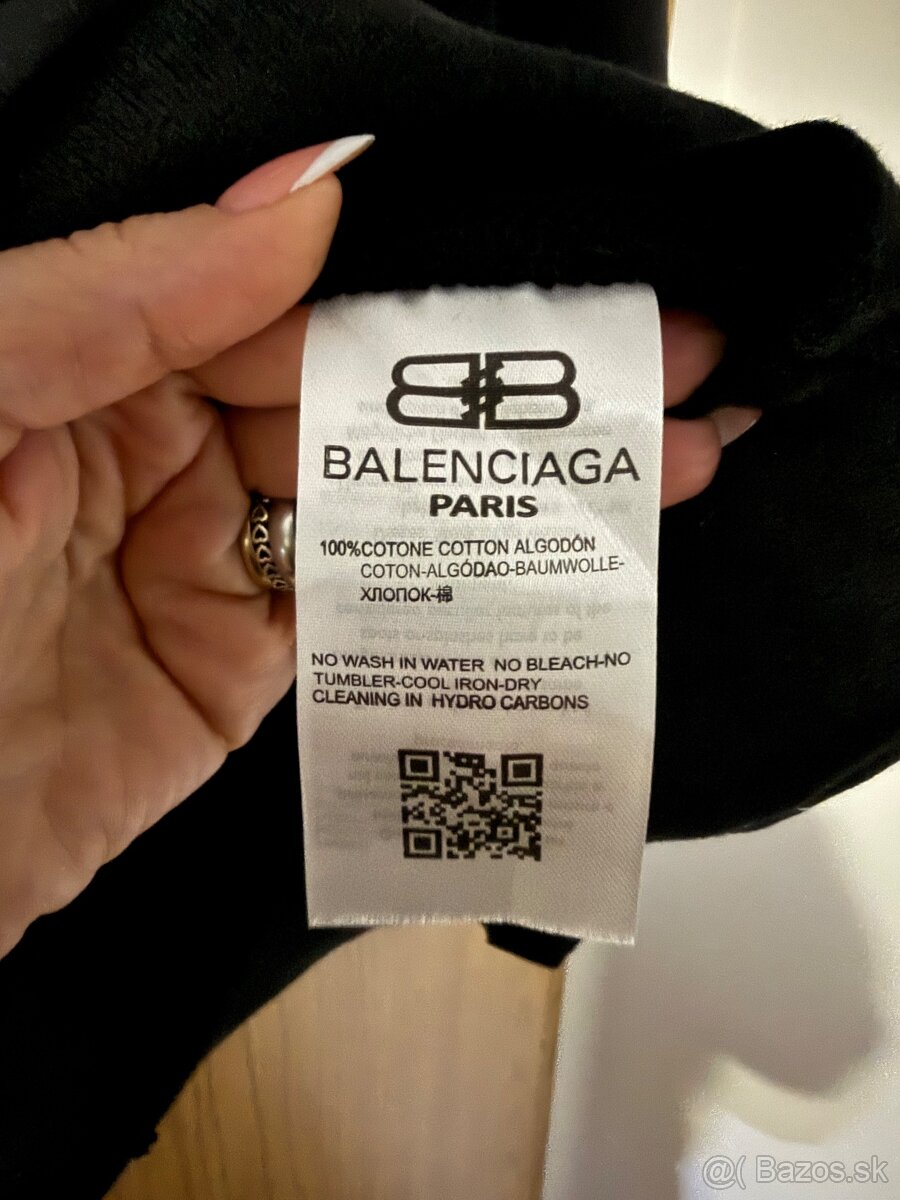 BB
BALENCIAGA
PARIS
100%COTONE COTTON ALGODÓN
COTON-ALGÓDAO-BAUMWOLLE-
ХЛОПОК-棉
NO WASH IN WATER NO BLEACH-NO
TUMBLER-COOL IRON-DRY
CLEANING IN HYDRO CARBONS
@( Bazos.sk